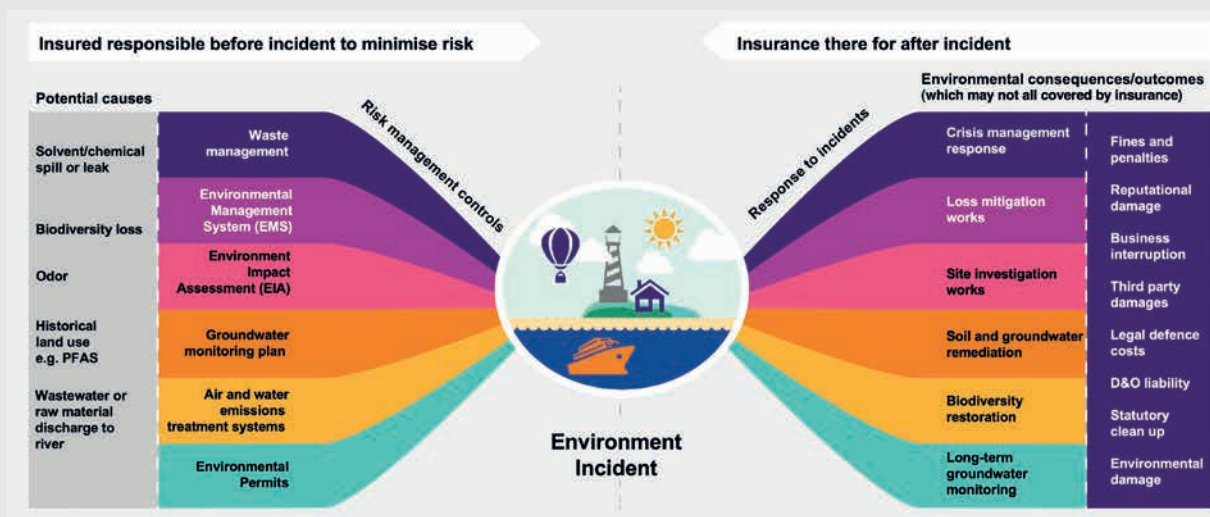 Insured responsible before incident to minimise risk
Insurance there for after incident
Potential causes
Solvent/chemical
spill or leak
Biodiversity loss
Odor
Historical
land use
e.g. PFAS
Wastewater or
raw material
discharge to
river
Risk management controls
Waste
management
Environmental
Management
System (EMS)
Environment
Impact
Assessment (EIA)
Groundwater
monitoring plan
Air and water
emissions
treatment systems
Environmental
Permits
Environment
Incident
Response to incidents
Environmental consequences/outcomes
(which may not all covered by insurance)
Crisis management
response
Loss mitigation
works
Site investigation
works
Soil and groundwater
remediation
Biodiversity
restoration
Long-term
groundwater
monitoring
Fines and
penalties
Reputational
damage
Business
interruption
Third party
damages
Legal defence
costs
D&O liability
Statutory
clean up
Environmental
damage